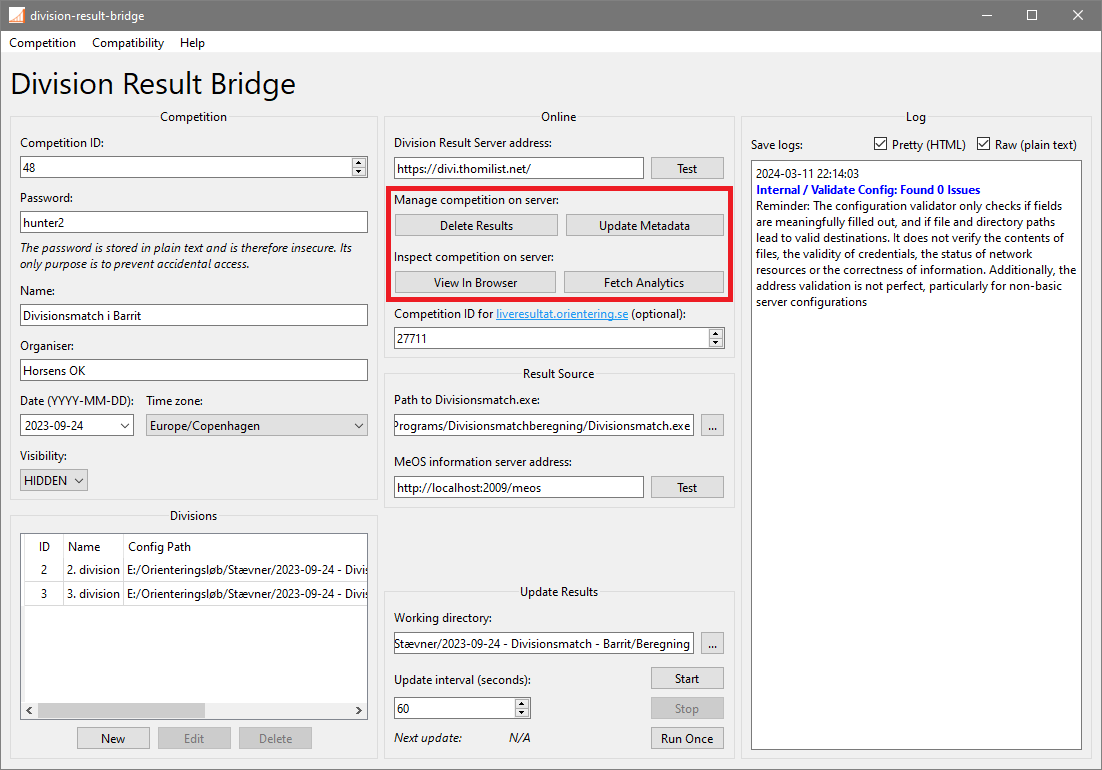 division-result-bridge
Competition Compatibility Help
Division Result Bridge
Competition
Competition ID:
48
Password:
hunter2
The password is stored in plain text and is therefore insecure. Its
only purpose is to prevent accidental access.
Name:
Divisionsmatch i Barrit
Organiser:
Horsens OK
Date (YYYY-MM-DD): Time zone:
2023-09-24 Europe/Copenhagen
Visibility:
HIDDEN
Divisions
ID Name Config Path
2 2. division E:/Orienteringsløb/Stævner/2023-09-24 - Divis
3 3. division E:/Orienteringsløb/Stævner/2023-09-24 - Divis
New Edit Delete
Online
Division Result Server address:
https://divi.thomilist.net/ Test
Manage competition on server:
Delete Results Update Metadata
Inspect competition on server:
View In Browser Fetch Analytics
Competition ID for liveresultat.orientering.se (optional):
27711
Result Source
Path to Divisionsmatch.exe:
Programs/Divisionsmatchberegning/Divisionsmatch.exe ...
MeOS information server address:
http://localhost:2009/meos Test
Update Results
Working directory:
Stævner/2023-09-24 - Divisionsmatch - Barrit/Beregning ...
Update interval (seconds): Start
60 Stop
Next update: N/A Run Once
Log
Save logs: Pretty (HTML) Raw (plain text)
2024-03-11 22:14:03
Internal / Validate Config: Found 0 Issues
Reminder: The configuration validator only checks if fields
are meaningfully filled out, and if file and directory paths
lead to valid destinations. It does not verify the contents of
files, the validity of credentials, the status of network
resources or the correctness of information. Additionally, the
address validation is not perfect, particularly for non-basic
server configurations